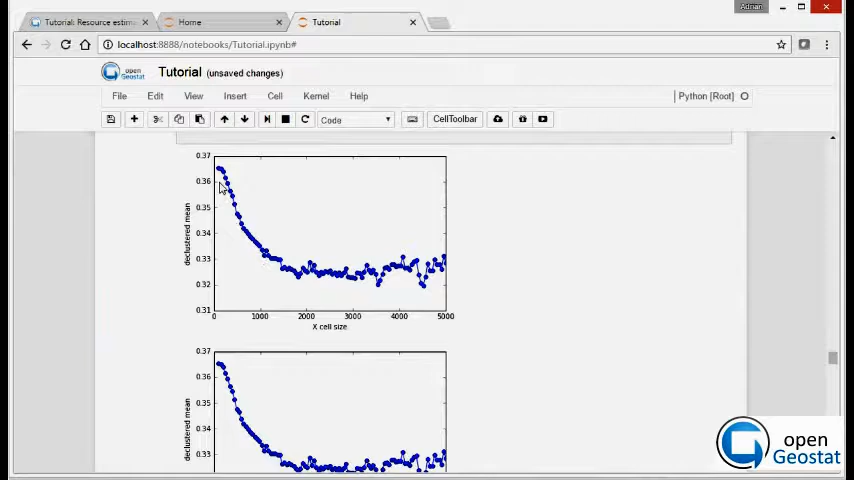 Adrian
Tutorial: Resource estim
Home
Tutorial
localhost:8888/notebooks/Tutorial.ipynb#
open
Geostat
Tutorial (unsaved changes)
File Edit View Insert Cell Kernel Help
Python [Root]
Code
CellToolbar
0.37
0.36
0.35
0.34
0.33
0.32
0.31
declustered mean
0 1000 2000 3000 4000 5000
X cell size
0.37
0.36
0.35
0.34
0.33
declustered mean
open
Geostat